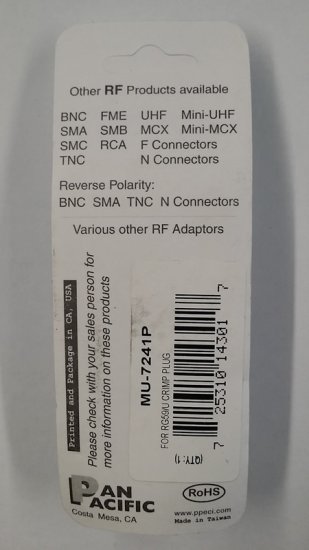 Other RF Products available
BNC FME UHF Mini-UHF
SMA SMB MCX Mini-MCX
SMC RCA F Connectors
TNC N Connectors
Reverse Polarity:
BNC SMA TNC N Connectors
Various other RF Adaptors
Printed and Package in CA, USA
Please check with your sales person for
more information on these products
MU-7241P
FOR RG59/U CRIMP PLUG
7 25310 14301 7
(QTY: 1)
PAN
PACIFIC
Costa Mesa, CA
RoHS
www.ppeci.com
Made in Taiwan